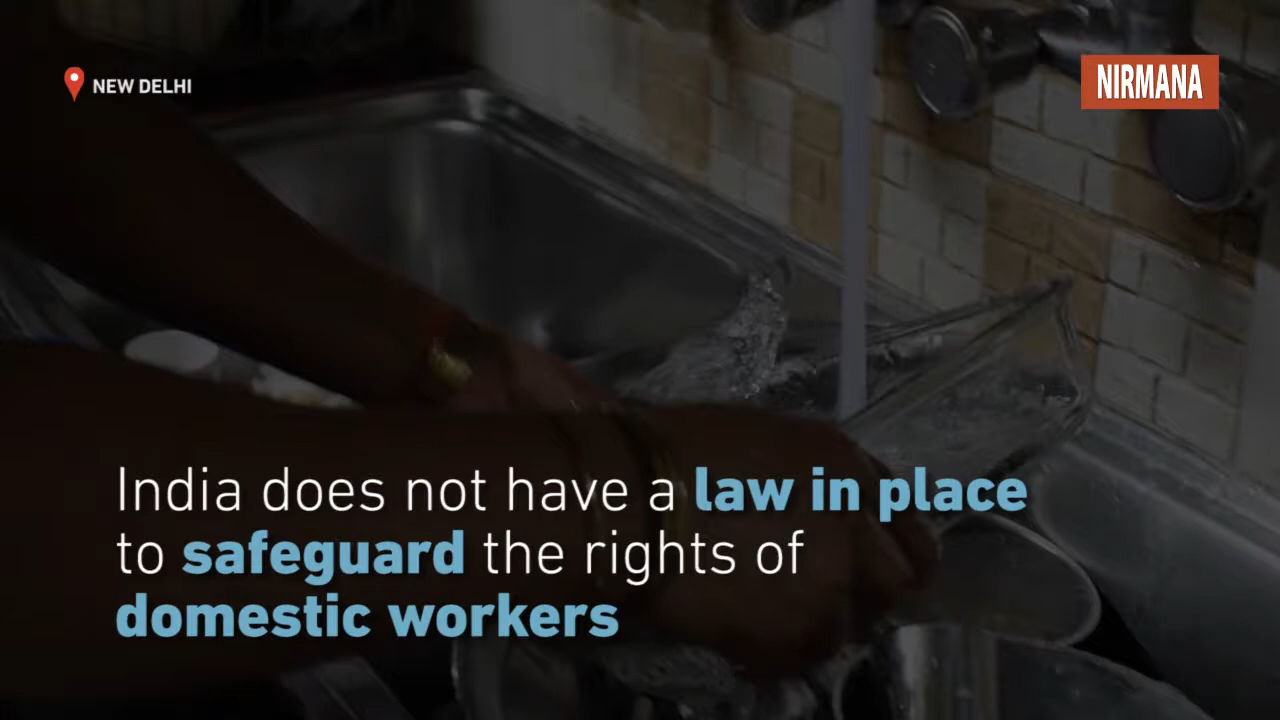 NEW DELHI
NIRMANA
India does not have a law in place
to safeguard the rights of
domestic workers